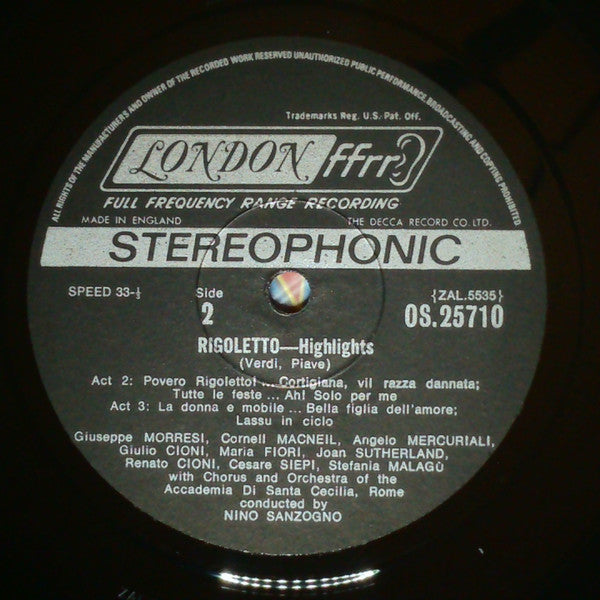 ALL RIGHTS OF THE MANUFACTURERS AND OWNER OF THE RECORDED WORK RESERVED UNAUTHORIZED PUBLIC PERFORMANCE BROADCASTING AND COPYING PROHIBITED
Trademarks Reg. U.S. Pat. Off.
LONDON ffrr
FULL FREQUENCY RANGE RECORDING
MADE IN ENGLAND THE DECCA RECORD CO. LTD.
STEREOPHONIC
SPEED 33-⅓ Side {ZAL.5535}
2 OS.25710
RIGOLETTO—Highlights
(Verdi, Piave)
Act 2: Povero Rigoletto! ... Cortigiana, vil razza dannata;
Tutte le feste ... Ah! Solo per me
Act 3: La donna e mobile ... Bella figlia dell'amore;
Lassu in ciclo
Giuseppe MORRESI, Cornell MACNEIL, Angelo MERCURIALI,
Giulio CIONI, Maria FIORI, Joan SUTHERLAND,
Renato CIONI, Cesare SIEPI, Stefania MALAGÙ
with Chorus and Orchestra of the
Accademia Di Santa Cecilia, Rome
conducted by
NINO SANZOGNO